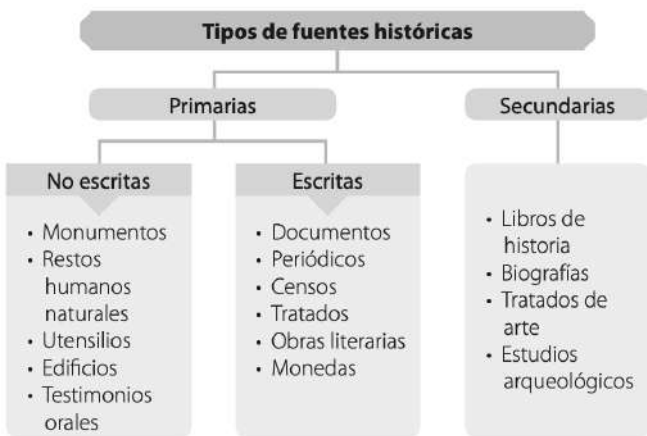 Tipos de fuentes históricas
Primarias
Secundarias
No escritas
• Monumentos
• Restos
humanos
naturales
• Utensilios
• Edificios
• Testimonios
orales
Escritas
• Documentos
• Periódicos
• Censos
• Tratados
• Obras literarias
• Monedas
• Libros de
historia
• Biografías
• Tratados de
arte
• Estudios
arqueológicos